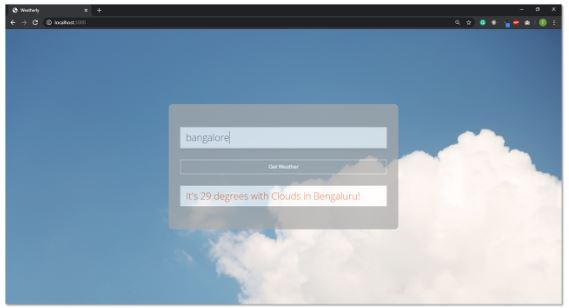 Weatherly
localhost:3000
bangalore
Get Weather
It's 29 degrees with Clouds in Bengaluru!